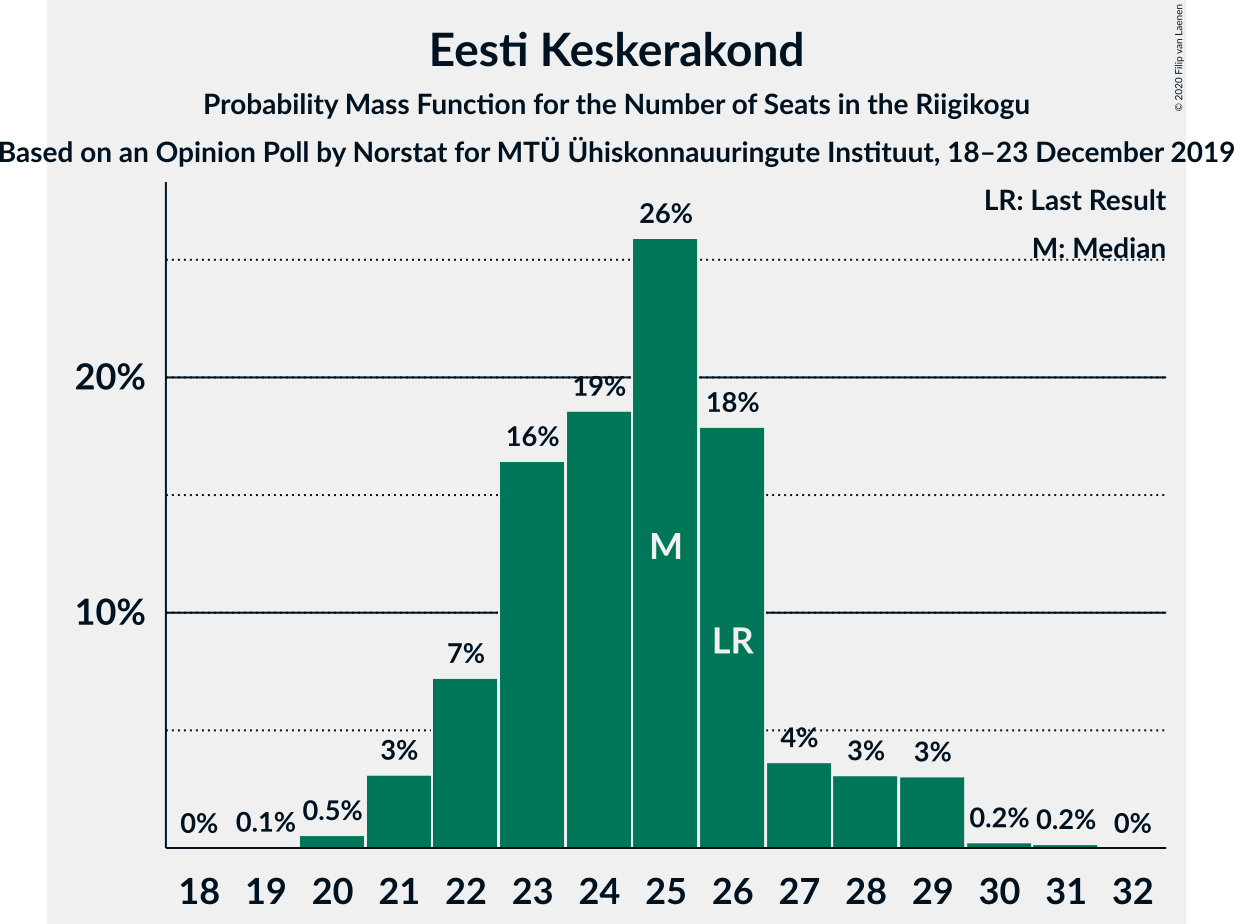 Eesti Keskerakond
Probability Mass Function for the Number of Seats in the Riigikogu
Based on an Opinion Poll by Norstat for MTÜ Ühiskonnauuringute Instituut, 18–23 December 2019
© 2020 Filip van Laenen
LR: Last Result
M: Median
26%
20%
19%
18%
16%
M
10%
LR
7%
4%
3%
3%
3%
0%
0.1%
0.5%
0.2%
0.2%
0%
18 19 20 21 22 23 24 25 26 27 28 29 30 31 32